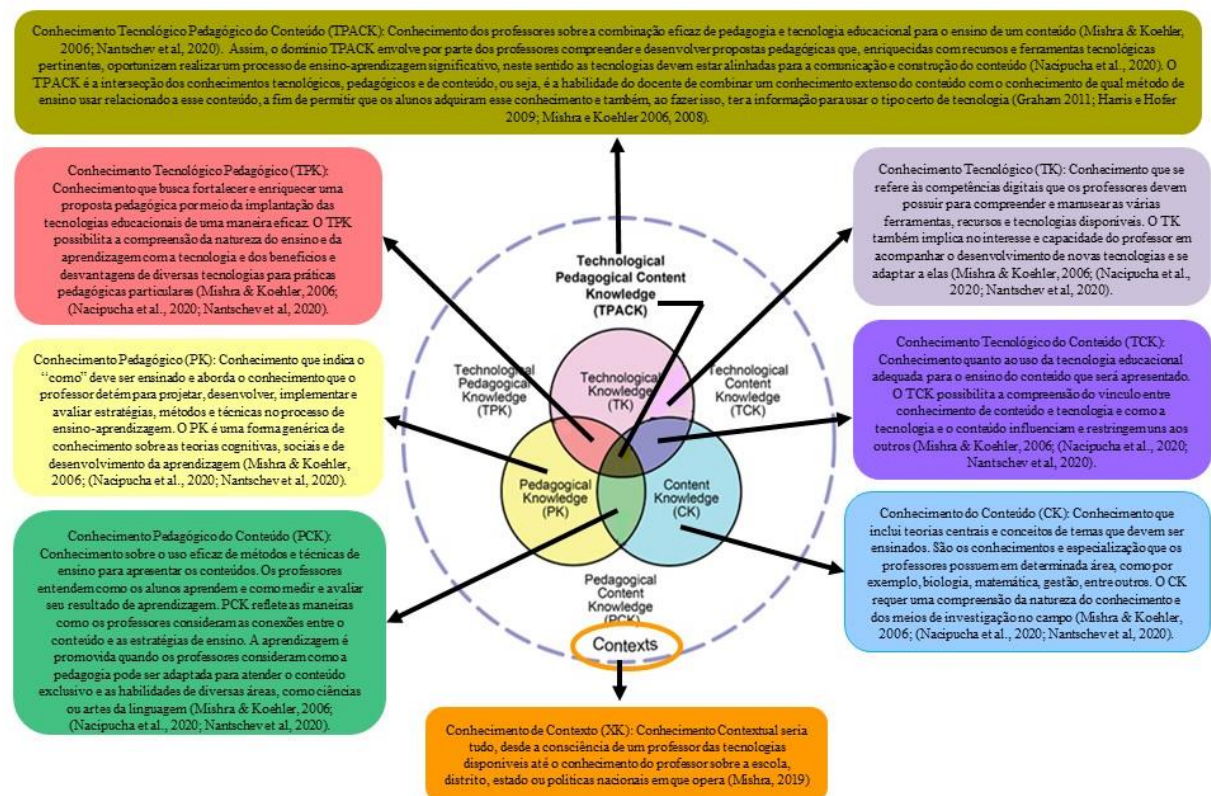 Conhecimento Tecnológico Pedagógico do Conteúdo (TPACK): Conhecimento dos professores sobre a combinação eficaz de pedagogia e tecnologia educacional para o ensino de um conteúdo (Mishra & Koehler,
2006; Nantschev et al, 2020). Assim, o domínio TPACK envolve por parte dos professores compreender e desenvolver propostas pedagógicas que, enriquecidas com recursos e ferramentas tecnológicas
pertinentes, oportunizem realizar um processo de ensino-aprendizagem significativo, neste sentido as tecnologias devem estar alinhadas para a comunicação e construção do conteúdo (Nacipucha et al., 2020). O
TPACK é a intersecção dos conhecimentos tecnológicos, pedagógicos e de conteúdo, ou seja, é a habilidade do docente de combinar um conhecimento extenso do conteúdo com o conhecimento de qual método de
ensino usar relacionado a esse conteúdo, a fim de permitir que os alunos adquiram esse conhecimento e também, ao fazer isso, ter a informação para usar o tipo certo de tecnologia (Graham 2011; Harris e Hofer
2009; Mishra e Koehler 2006, 2008).
Conhecimento Tecnológico Pedagógico (TPK):
Conhecimento que busca fortalecer e enriquecer uma
proposta pedagógica por meio da implantação das
tecnologias educacionais de uma maneira eficaz. O TPK
possibilita a compreensão da natureza do ensino e da
aprendizagem com a tecnologia e dos benefícios e
desvantagens de diversas tecnologias para práticas
pedagógicas particulares (Mishra & Koehler, 2006;
(Nacipucha et al., 2020; Nantschev et al, 2020).
Conhecimento Pedagógico (PK): Conhecimento que indica o
“como” deve ser ensinado e aborda o conhecimento que o
professor detém para projetar, desenvolver, implementar e
avaliar estratégias, métodos e técnicas no processo de
ensino-aprendizagem. O PK é uma forma genérica de
conhecimento sobre as teorias cognitivas, sociais e de
desenvolvimento da aprendizagem (Mishra & Koehler,
2006; (Nacipucha et al., 2020; Nantschev et al, 2020).
Conhecimento Pedagógico do Conteúdo (PCK):
Conhecimento sobre o uso eficaz de métodos e técnicas de
ensino para apresentar os conteúdos. Os professores
entendem como os alunos aprendem e como medir e avaliar
seu resultado de aprendizagem. PCK reflete as maneiras
como os professores consideram as conexões entre o
conteúdo e as estratégias de ensino. A aprendizagem é
promovida quando os professores consideram como a
pedagogia pode ser adaptada para atender o conteúdo
exclusivo e as habilidades de diversas áreas, como ciências
ou artes da linguagem (Mishra & Koehler, 2006;
(Nacipucha et al., 2020; Nantschev et al, 2020).
Technological
Pedagogical Content
Knowledge
(TPACK)
Technological
Pedagogical
Knowledge
(TPK)
Technological
Knowledge
(TK)
Technological
Content
Knowledge
(TCK)
Pedagogical
Knowledge
(PK)
Content
Knowledge
(CK)
Pedagogical
Content
Knowledge
(PCK)
Contexts
Conhecimento Tecnológico (TK): Conhecimento que se
refere às competências digitais que os professores devem
possuir para compreender e manusear as várias
ferramentas, recursos e tecnologias disponíveis. O TK
também implica no interesse e capacidade do professor em
acompanhar o desenvolvimento de novas tecnologias e se
adaptar a elas (Mishra & Koehler, 2006; (Nacipucha et al.,
2020; Nantschev et al, 2020).
Conhecimento Tecnológico do Conteúdo (TCK):
Conhecimento quanto ao uso da tecnologia educacional
adequada para o ensino do conteúdo que será apresentado.
O TCK possibilita a compreensão do vínculo entre
conhecimento de conteúdo e tecnologia e como a
tecnologia e o conteúdo influenciam e restringem uns aos
outros (Mishra & Koehler, 2006; (Nacipucha et al., 2020;
Nantschev et al, 2020).
Conhecimento do Conteúdo (CK): Conhecimento que
inclui teorias centrais e conceitos de temas que devem ser
ensinados. São os conhecimentos e especialização que os
professores possuem em determinada área, como por
exemplo, biologia, matemática, gestão, entre outros. O CK
requer uma compreensão da natureza do conhecimento e
dos meios de investigação no campo (Mishra & Koehler,
2006; (Nacipucha et al., 2020; Nantschev et al, 2020).
Conhecimento de Contexto (XK): Conhecimento Contextual seria
tudo, desde a consciência de um professor das tecnologias
disponíveis até o conhecimento do professor sobre a escola,
distrito, estado ou políticas nacionais em que opera (Mishra, 2019)